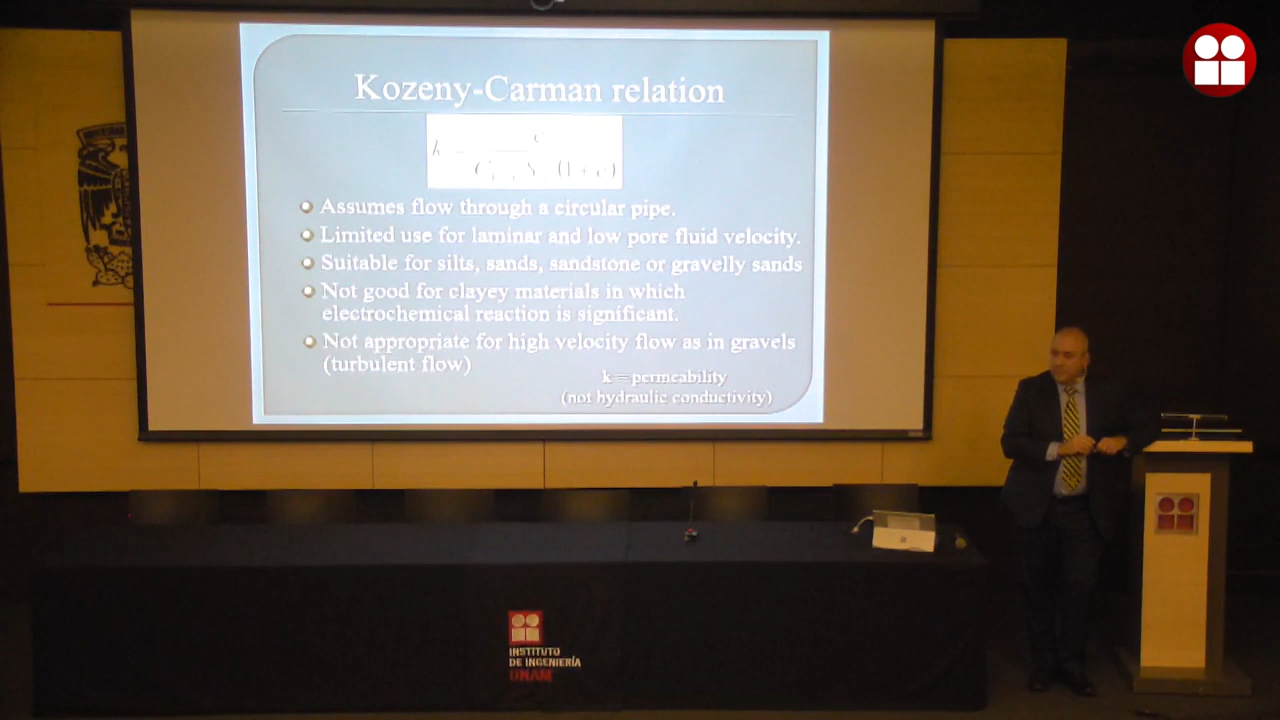 Kozeny-Carman relation
Assumes flow through a circular pipe.
Limited use for laminar and low pore fluid velocity.
Suitable for silts, sands, sandstone or gravelly sands
Not good for clayey materials in which
electrochemical reaction is significant.
Not appropriate for high velocity flow as in gravels
(turbulent flow)
k = permeability
(not hydraulic conductivity)
INSTITUTO
DE INGENIERÍA
UNAM